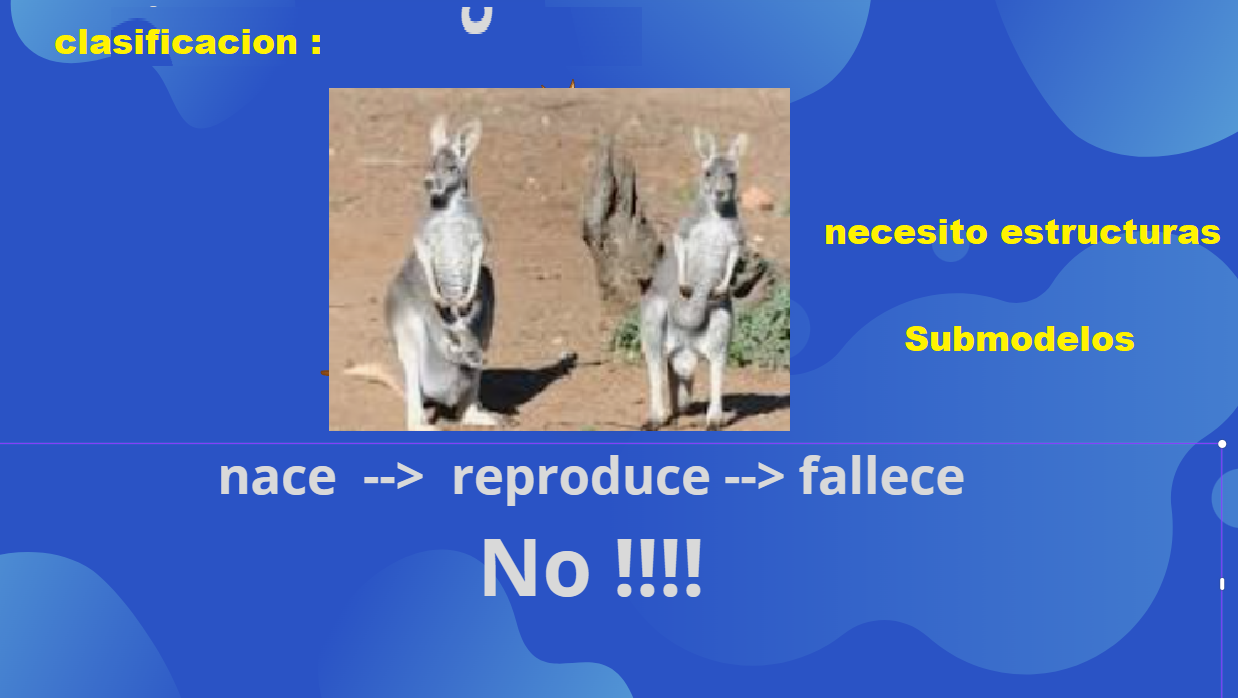 clasificacion :
necesito estructuras
Submodelos
nace --> reproduce --> fallece
No !!!!